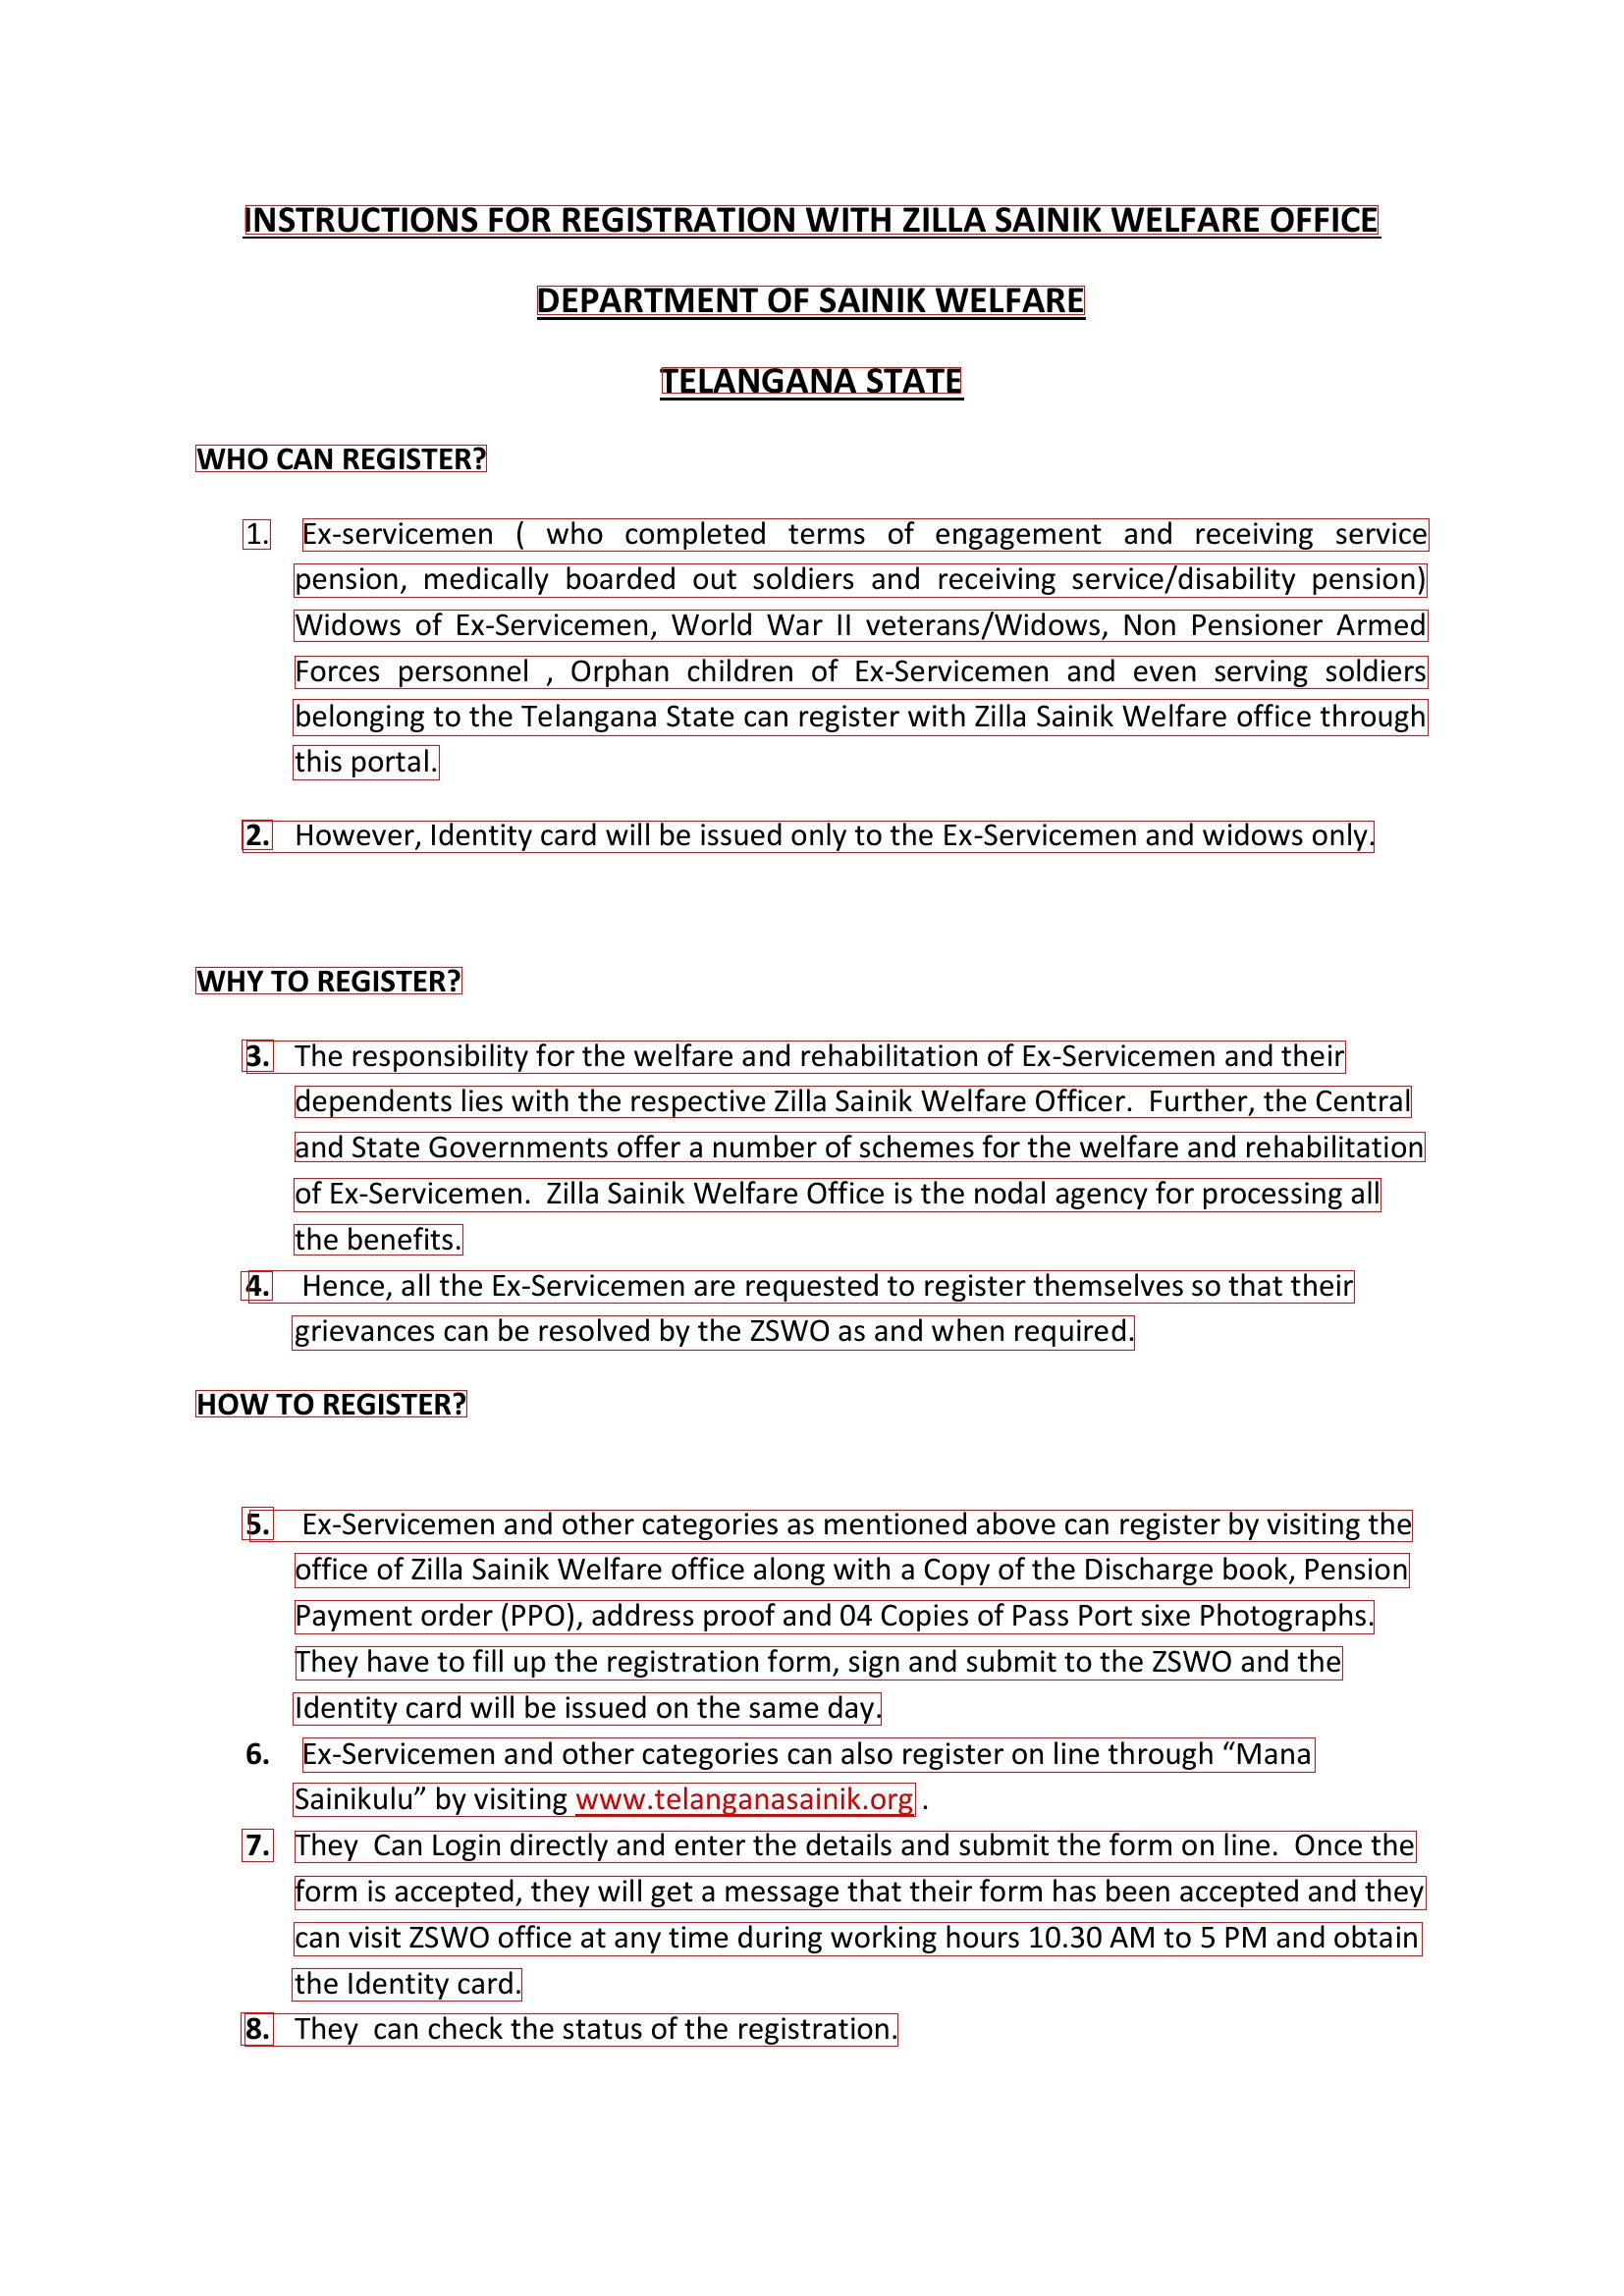 INSTRUCTIONS FOR REGISTRATION WITH ZILLA SAINIK WELFARE OFFICE
DEPARTMENT OF SAINIK WELFARE
TELANGANA STATE
WHO CAN REGISTER?
1. Ex-servicemen ( who completed terms of engagement and receiving service
pension, medically boarded out soldiers and receiving service/disability pension)
Widows of Ex-Servicemen, World War II veterans/Widows, Non Pensioner Armed
Forces personnel , Orphan children of Ex-Servicemen and even serving soldiers
belonging to the Telangana State can register with Zilla Sainik Welfare office through
this portal.
2. However, Identity card will be issued only to the Ex-Servicemen and widows only.
WHY TO REGISTER?
3. The responsibility for the welfare and rehabilitation of Ex-Servicemen and their
dependents lies with the respective Zilla Sainik Welfare Officer. Further, the Central
and State Governments offer a number of schemes for the welfare and rehabilitation
of Ex-Servicemen. Zilla Sainik Welfare Office is the nodal agency for processing all
the benefits.
4. Hence, all the Ex-Servicemen are requested to register themselves so that their
grievances can be resolved by the ZSWO as and when required.
HOW TO REGISTER?
5. Ex-Servicemen and other categories as mentioned above can register by visiting the
office of Zilla Sainik Welfare office along with a Copy of the Discharge book, Pension
Payment order (PPO), address proof and 04 Copies of Pass Port sixe Photographs.
They have to fill up the registration form, sign and submit to the ZSWO and the
Identity card will be issued on the same day.
6. Ex-Servicemen and other categories can also register on line through “Mana
Sainikulu” by visiting www.telanganasainik.org .
7. They Can Login directly and enter the details and submit the form on line. Once the
form is accepted, they will get a message that their form has been accepted and they
can visit ZSWO office at any time during working hours 10.30 AM to 5 PM and obtain
the Identity card.
8. They can check the status of the registration.